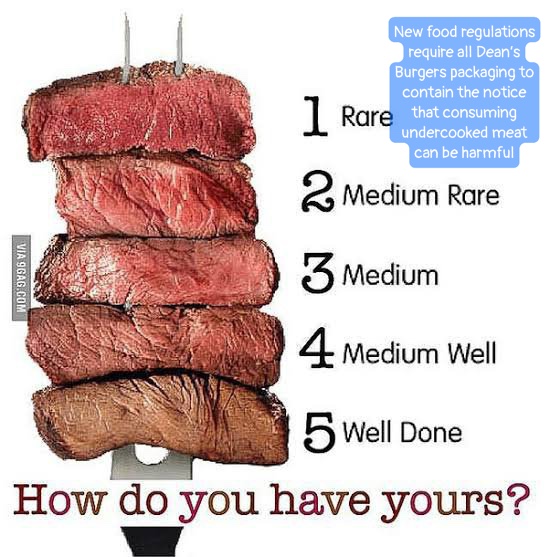 New food regulations
require all Dean's
Burgers packaging to
contain the notice
that consuming
undercooked meat
can be harmful
1 Rare
2 Medium Rare
3 Medium
4 Medium Well
5 Well Done
VIA 9GAG.COM
How do you have yours?